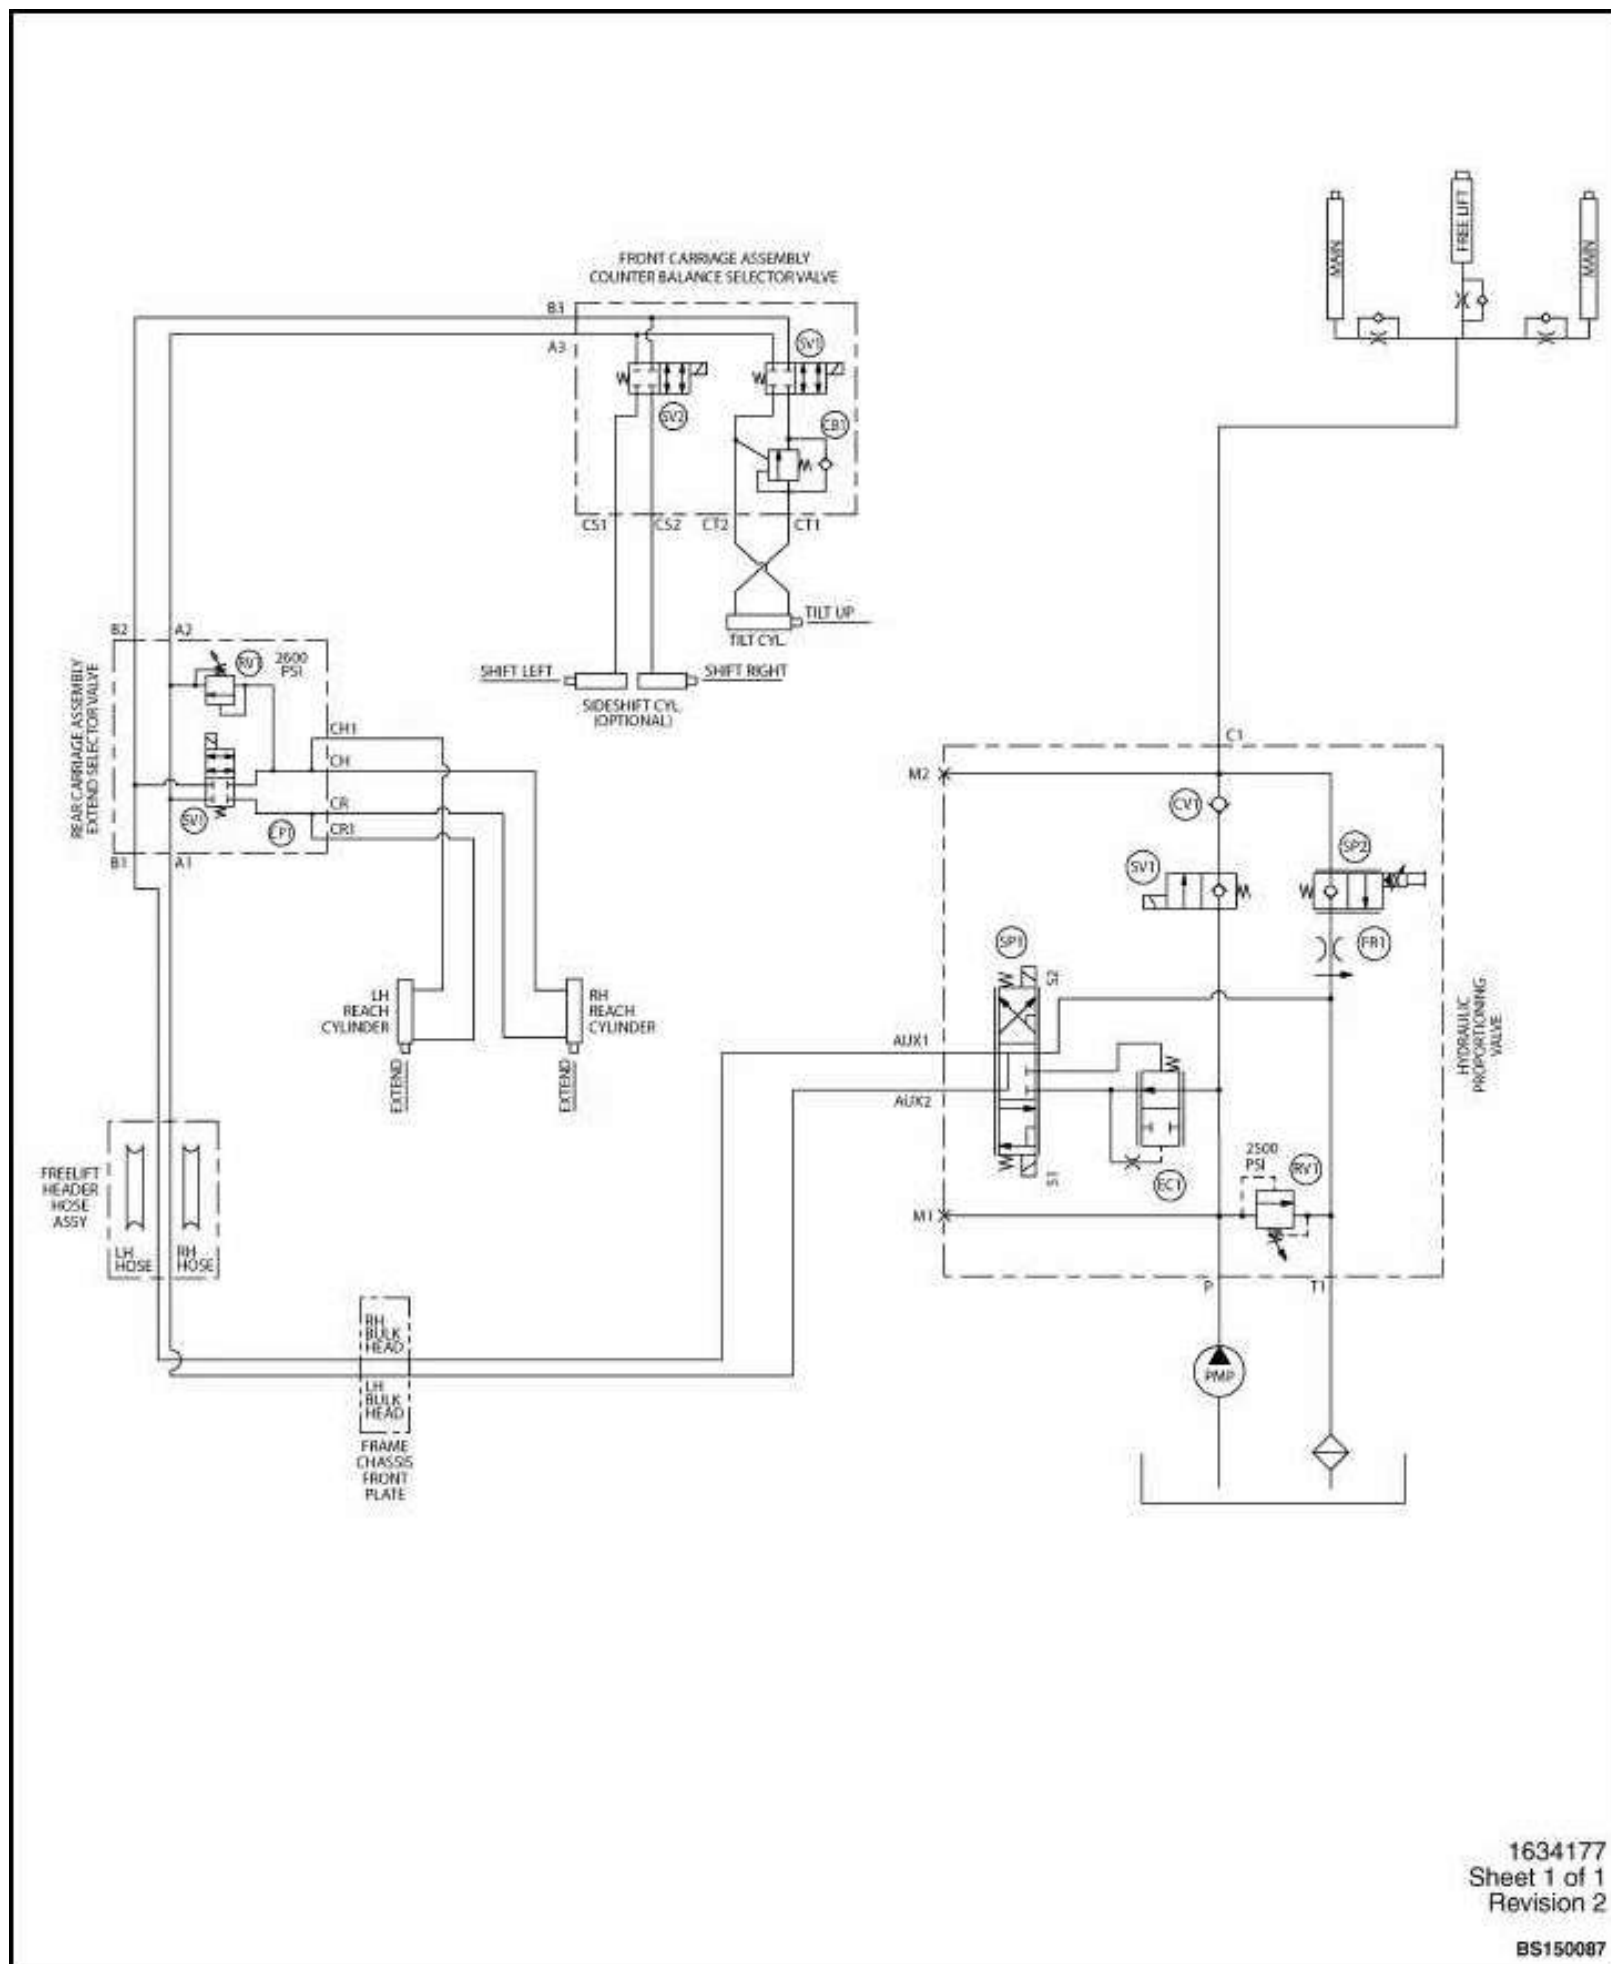 FRONT CARRIAGE ASSEMBLY
COUNTER BALANCE SELECTOR VALVE
MAIN
FREE LIFT
MAIN
B3
A3
SV1
SV2
CB1
CS1
CS2
CT2
CT1
TILT UP
TILT CYL.
SHIFT LEFT
SHIFT RIGHT
SIDESHIFT CYL.
(OPTIONAL)
B2
A2
REAR CARRIAGE ASSEMBLY
EXTEND SELECTOR VALVE
RV1
2600
PSI
CH1
CH
CR
CR1
SV1
CP1
B1
A1
LH
REACH
CYLINDER
EXTEND
RH
REACH
CYLINDER
EXTEND
FREELIFT
HEADER
HOSE
ASSY
LH
HOSE
RH
HOSE
RH
BULK
HEAD
LH
BULK
HEAD
FRAME
CHASSIS
FRONT
PLATE
C1
M2
CV1
SV1
SP2
FR1
SP1
S2
AUX1
AUX2
S1
EC1
2500
PSI
RV1
M1
P
T1
HYDRAULIC
PROPORTIONING
VALVE
PMP
1634177
Sheet 1 of 1
Revision 2
BS150087